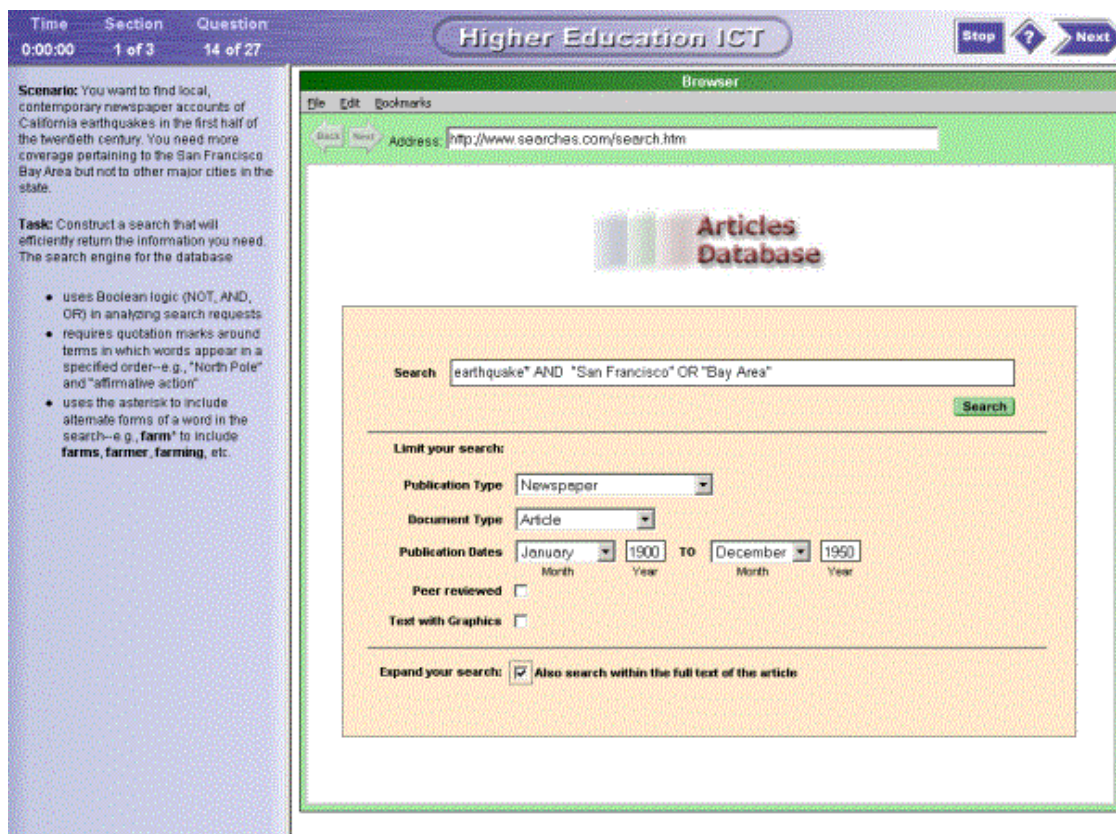 Time Section Question
0:00:00 1 of 3 14 of 27
Higher Education ICT
Stop ? Next
Scenario: You want to find local,
contemporary newspaper accounts of
California earthquakes in the first half of
the twentieth century. You need more
coverage pertaining to the San Francisco
Bay Area but not to other major cities in the
state.
Task: Construct a search that will
efficiently return the information you need.
The search engine for the database
• uses Boolean logic (NOT, AND,
OR) in analyzing search requests
• requires quotation marks around
terms in which words appear in a
specified order--e.g., "North Pole"
and "affirmative action"
• uses the asterisk to include
alternate forms of a word in the
search--e.g., farm* to include
farms, farmer, farming, etc.
Browser
File Edit Bookmarks
Back Next Address: http://www.searches.com/search.htm
Articles
Database
Search earthquake* AND "San Francisco" OR "Bay Area"
Search
Limit your search:
Publication Type Newspaper
Document Type Article
Publication Dates January 1900 TO December 1950
Month Year Month Year
Peer reviewed
Text with Graphics
Expand your search: Also search within the full text of the article